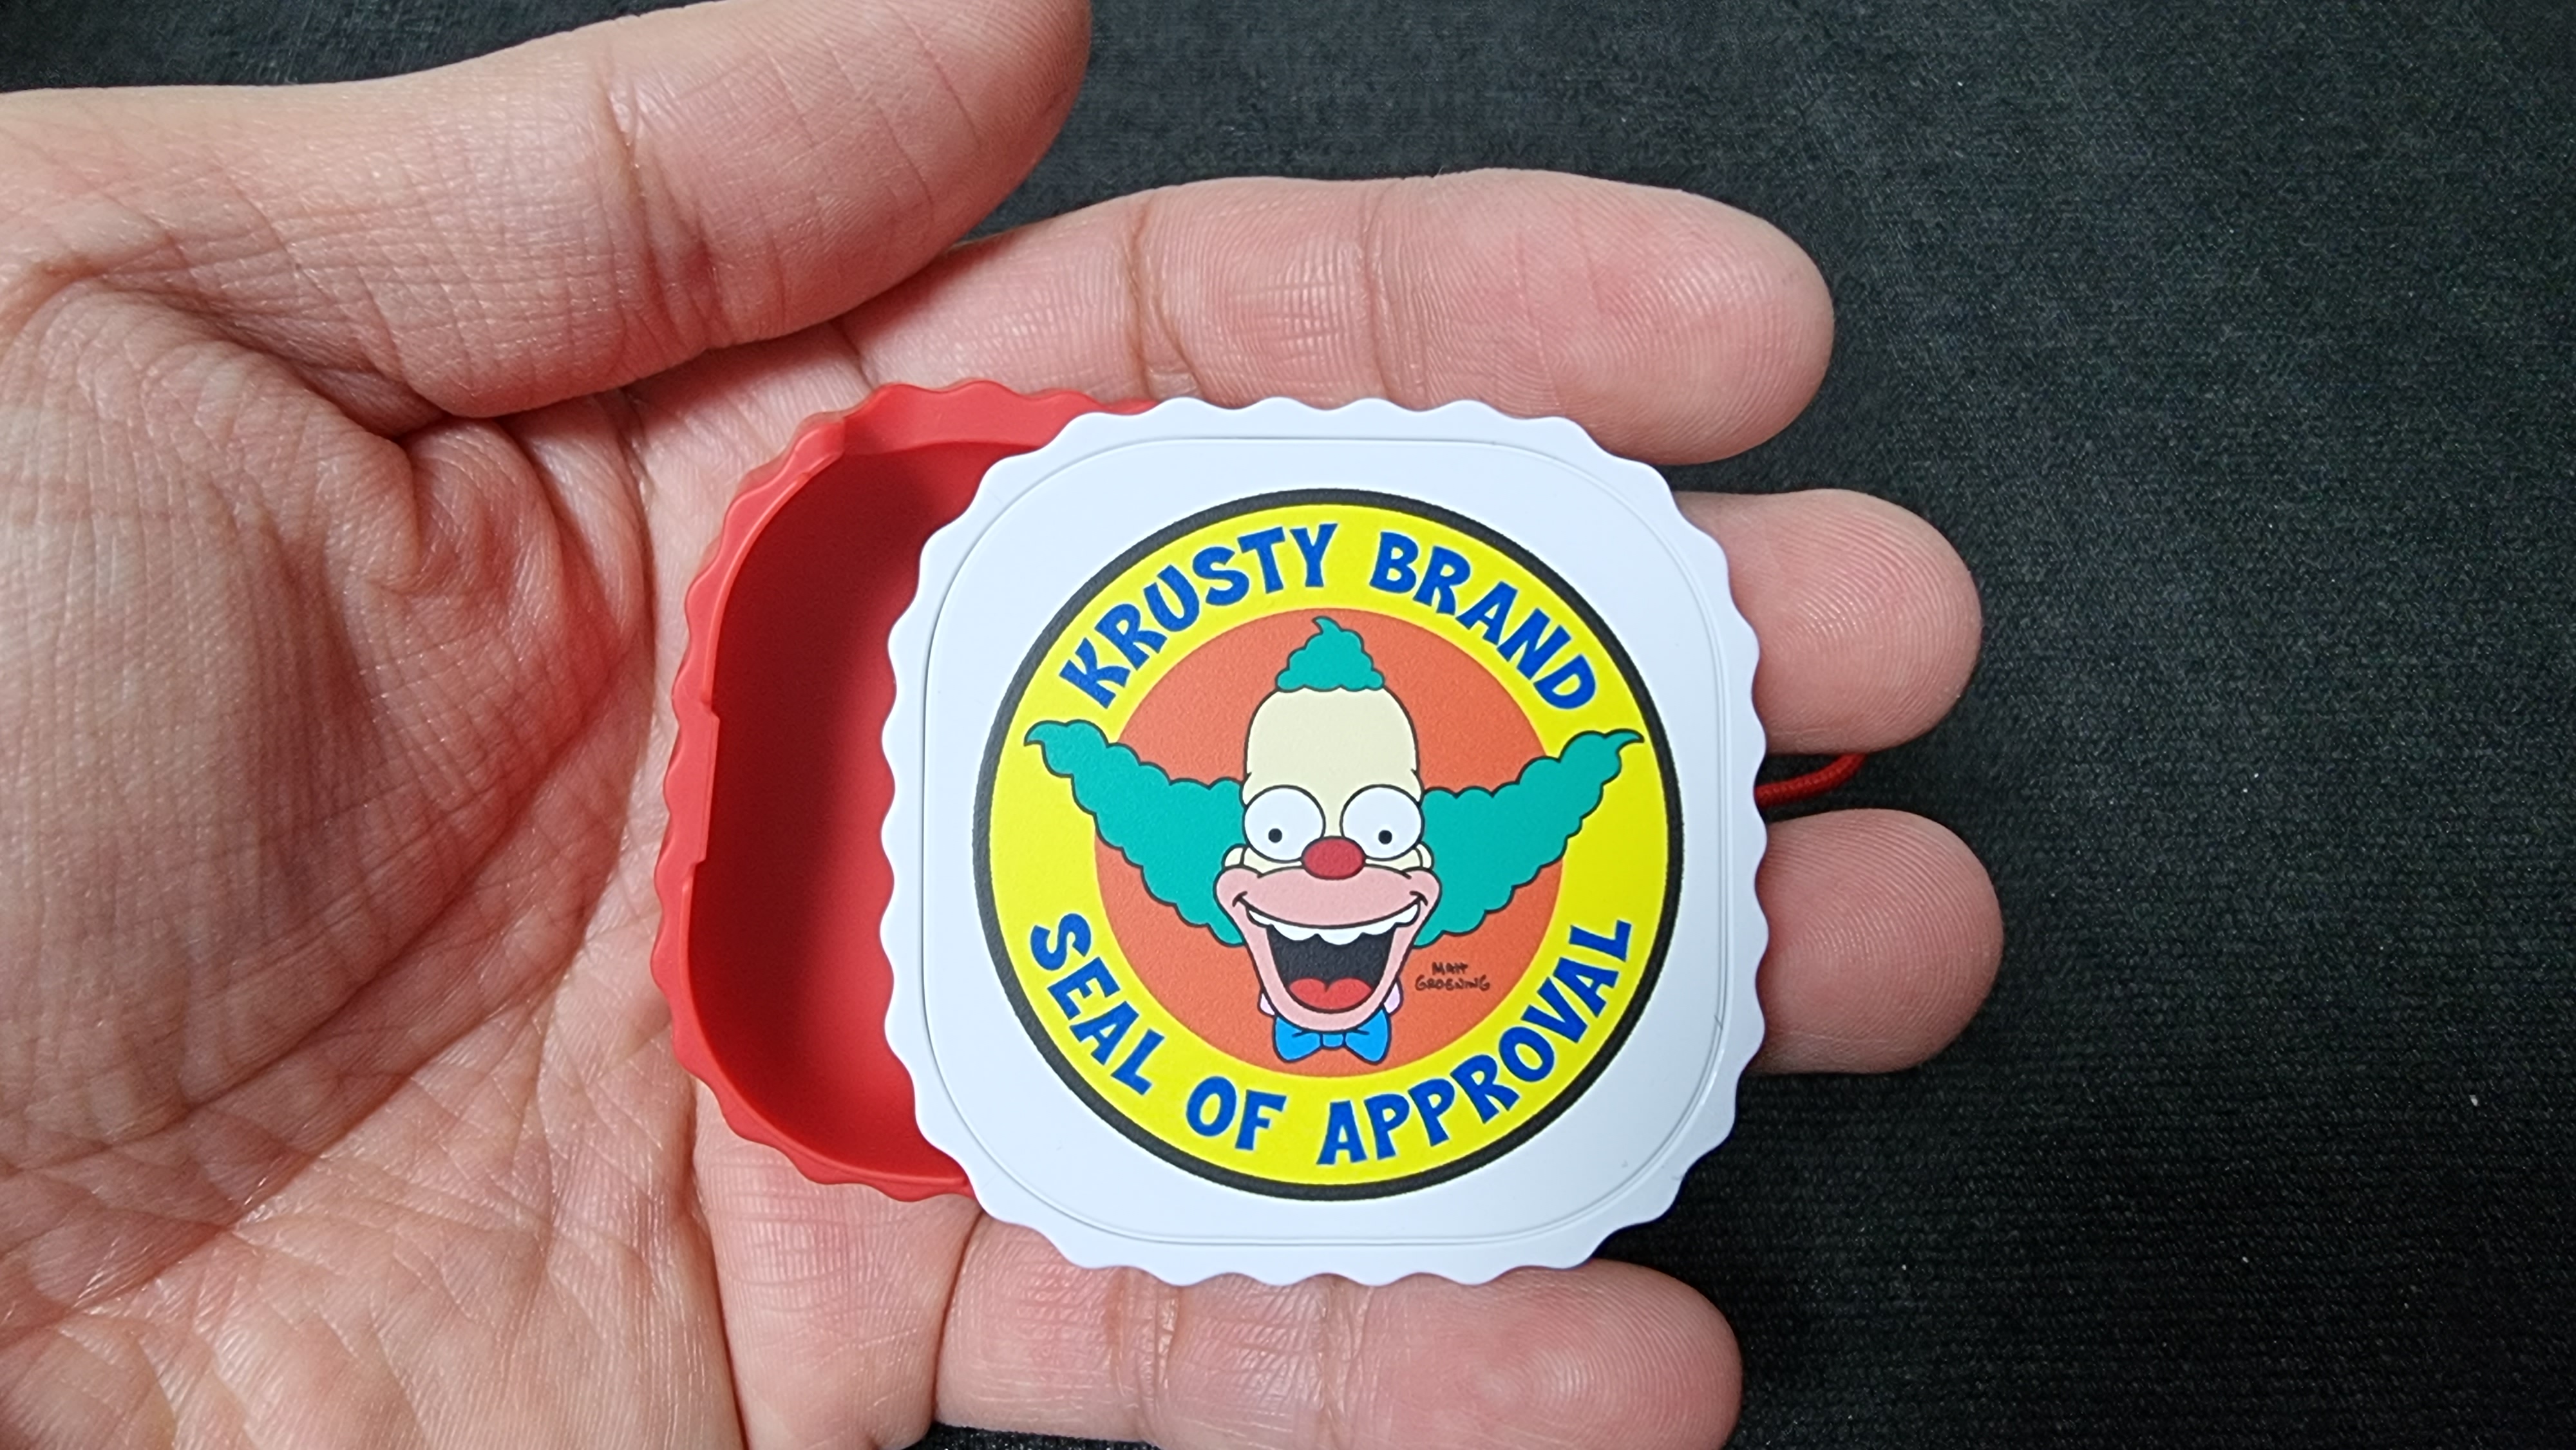 KRUSTY BRAND
MATT
GROENING
SEAL OF APPROVAL